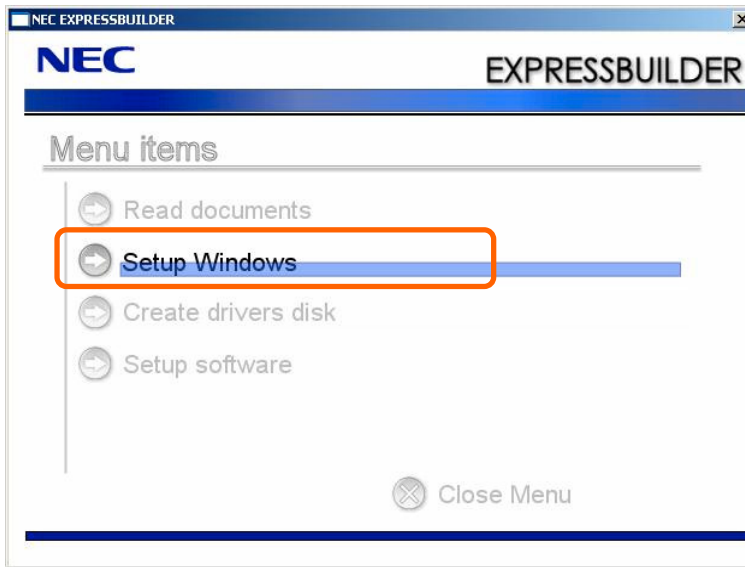 NEC EXPRESSBUILDER
NEC
EXPRESSBUILDER
Menu items
Read documents
Setup Windows
Create drivers disk
Setup software
Close Menu